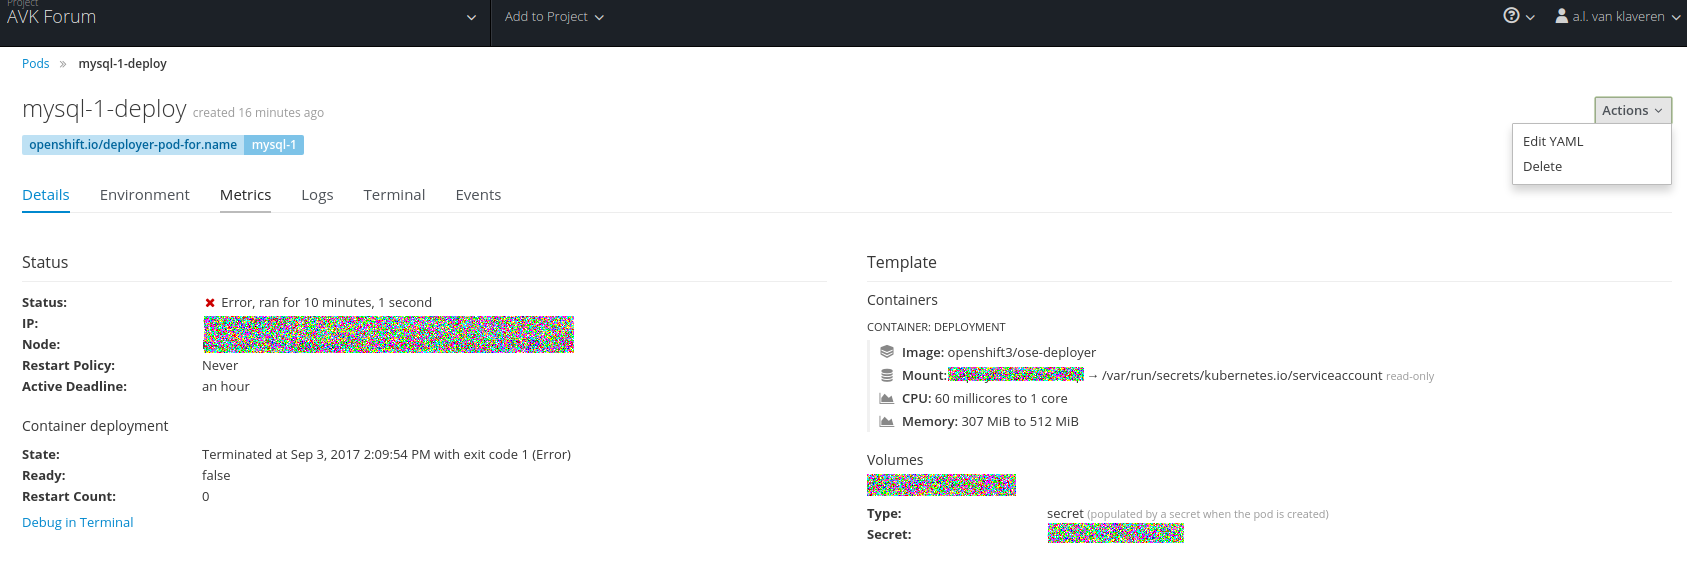 Project
AVK Forum
Add to Project
a.l. van klaveren
Pods » mysql-1-deploy
mysql-1-deploy created 16 minutes ago
Actions
openshift.io/deployer-pod-for.name mysql-1
Edit YAML
Delete
Details Environment Metrics Logs Terminal Events
Status
Status: Error, ran for 10 minutes, 1 second
IP:
Node:
Restart Policy: Never
Active Deadline: an hour
Container deployment
State: Terminated at Sep 3, 2017 2:09:54 PM with exit code 1 (Error)
Ready: false
Restart Count: 0
Debug in Terminal
Template
Containers
CONTAINER: DEPLOYMENT
Image: openshift3/ose-deployer
Mount: → /var/run/secrets/kubernetes.io/serviceaccount read-only
CPU: 60 millicores to 1 core
Memory: 307 MiB to 512 MiB
Volumes
Type: secret (populated by a secret when the pod is created)
Secret: